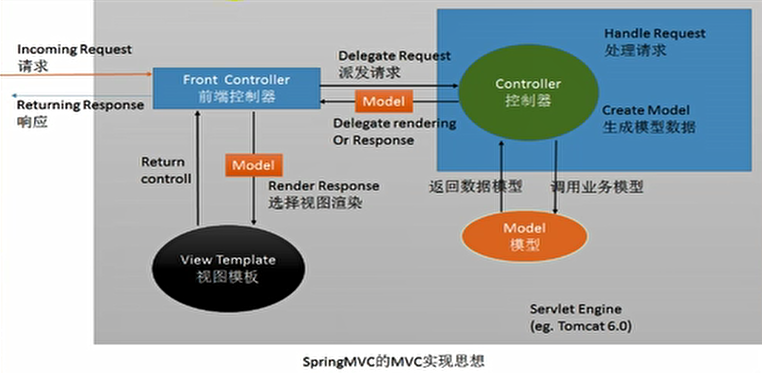 Incoming Request
请求
Returning Response
响应
Front Controller
前端控制器
Delegate Request
派发请求
Model
Delegate rendering
Or Response
Controller
控制器
Handle Request
处理请求
Create Model
生成模型数据
Return
controll
Model
Render Response
选择视图渲染
返回数据模型
调用业务模型
Model
模型
View Template
视图模板
Servlet Engine
(eg. Tomcat 6.0)
SpringMVC的MVC实现思想